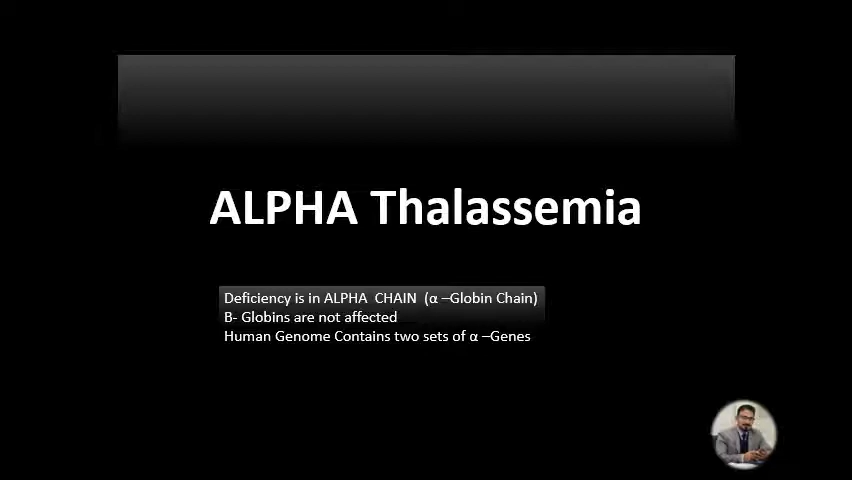 ALPHA Thalassemia
Deficiency is in ALPHA CHAIN (α –Globin Chain)
B- Globins are not affected
Human Genome Contains two sets of α –Genes